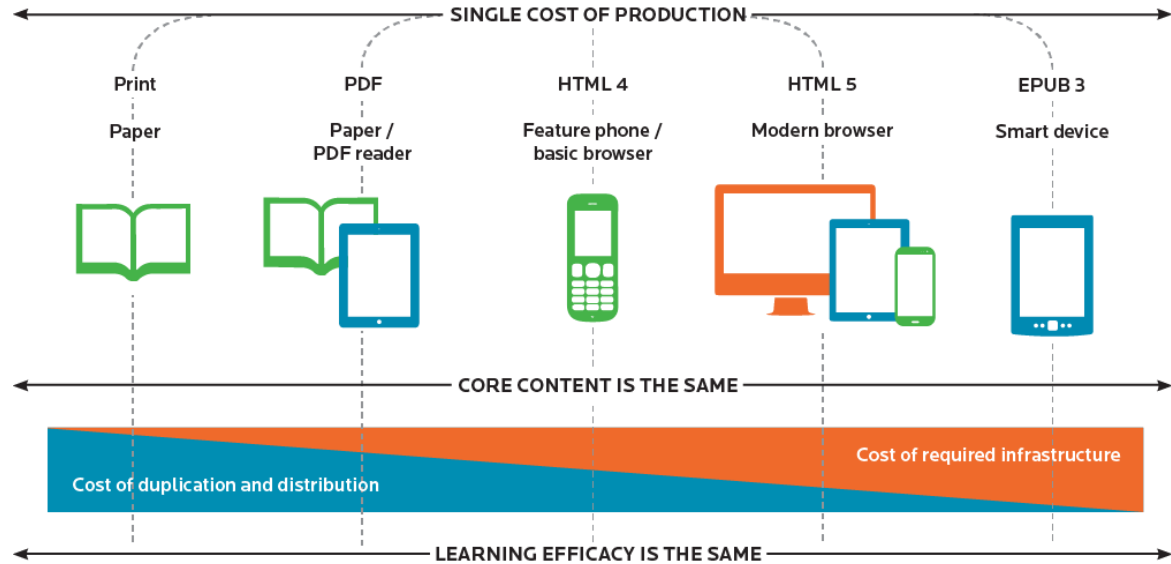 SINGLE COST OF PRODUCTION
Print
PDF
HTML 4
HTML 5
EPUB 3
Paper
Paper /
PDF reader
Feature phone /
basic browser
Modern browser
Smart device
CORE CONTENT IS THE SAME
Cost of required infrastructure
Cost of duplication and distribution
LEARNING EFFICACY IS THE SAME